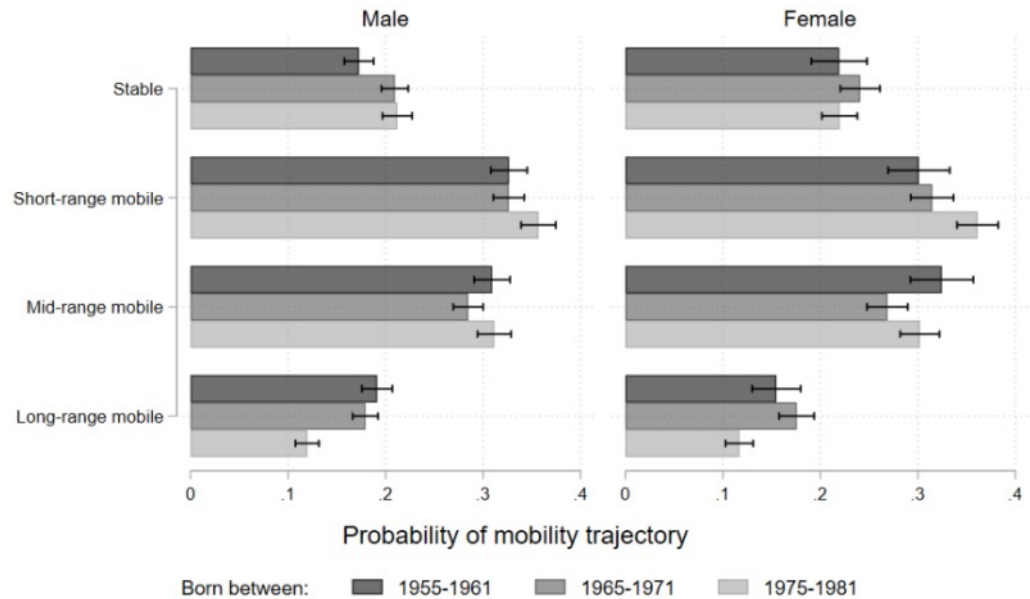 Male Female
Stable
Short-range mobile
Mid-range mobile
Long-range mobile
0 .1 .2 .3 .4 0 .1 .2 .3 .4
Probability of mobility trajectory
Born between: 1955-1961 1965-1971 1975-1981